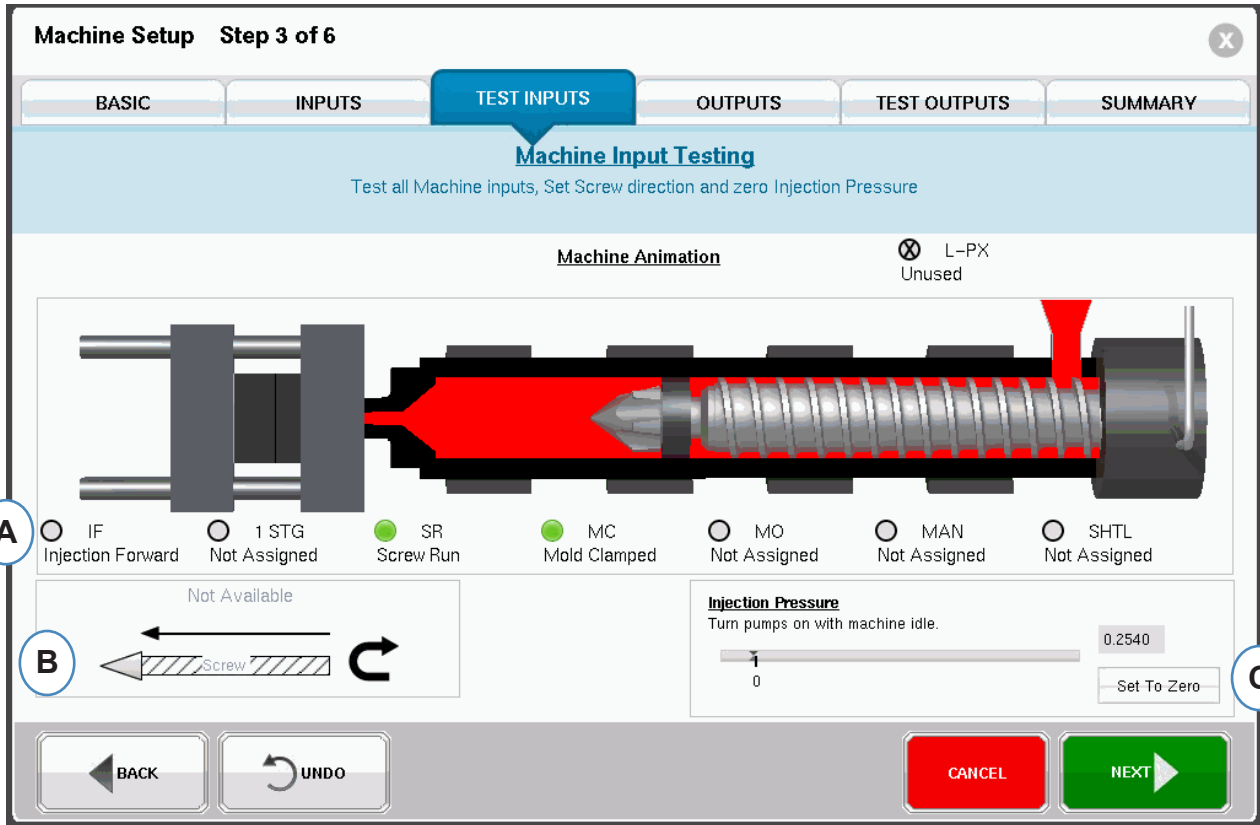 Machine Setup Step 3 of 6
X
BASIC INPUTS TEST INPUTS OUTPUTS TEST OUTPUTS SUMMARY
Machine Input Testing
Test all Machine inputs, Set Screw direction and zero Injection Pressure
Machine Animation
X L-PX
Unused
A
IF 1 STG SR MC MO MAN SHTL
Injection Forward Not Assigned Screw Run Mold Clamped Not Assigned Not Assigned Not Assigned
Not Available
B
Screw
Injection Pressure
Turn pumps on with machine idle.
0.2540
1
0
Set To Zero
C
BACK UNDO CANCEL NEXT